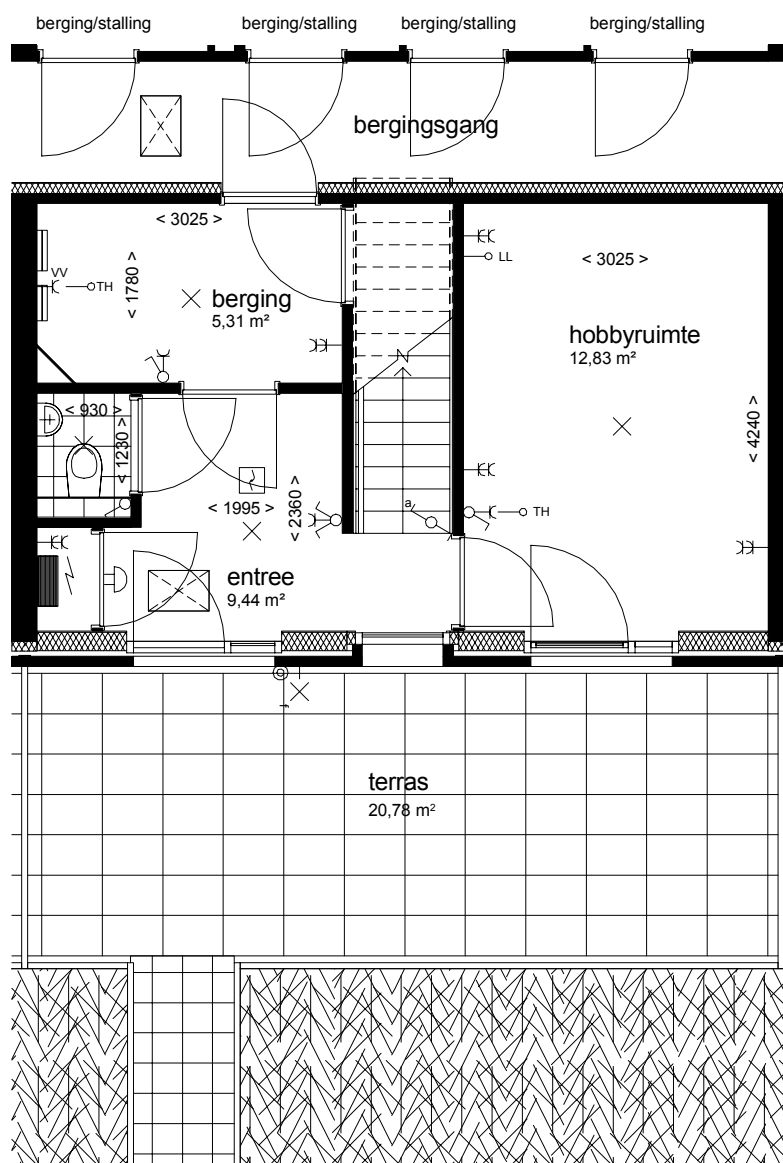 berging/stalling berging/stalling berging/stalling berging/stalling
bergingsgang
< 3025 >
< 1780 >
VV
TH
berging
5,31 m²
LL
< 3025 >
hobbyruimte
12,83 m²
< 4240 >
< 930 >
< 1230 >
< 1995 >
< 2360 >
a
TH
entree
9,44 m²
terras
20,78 m²